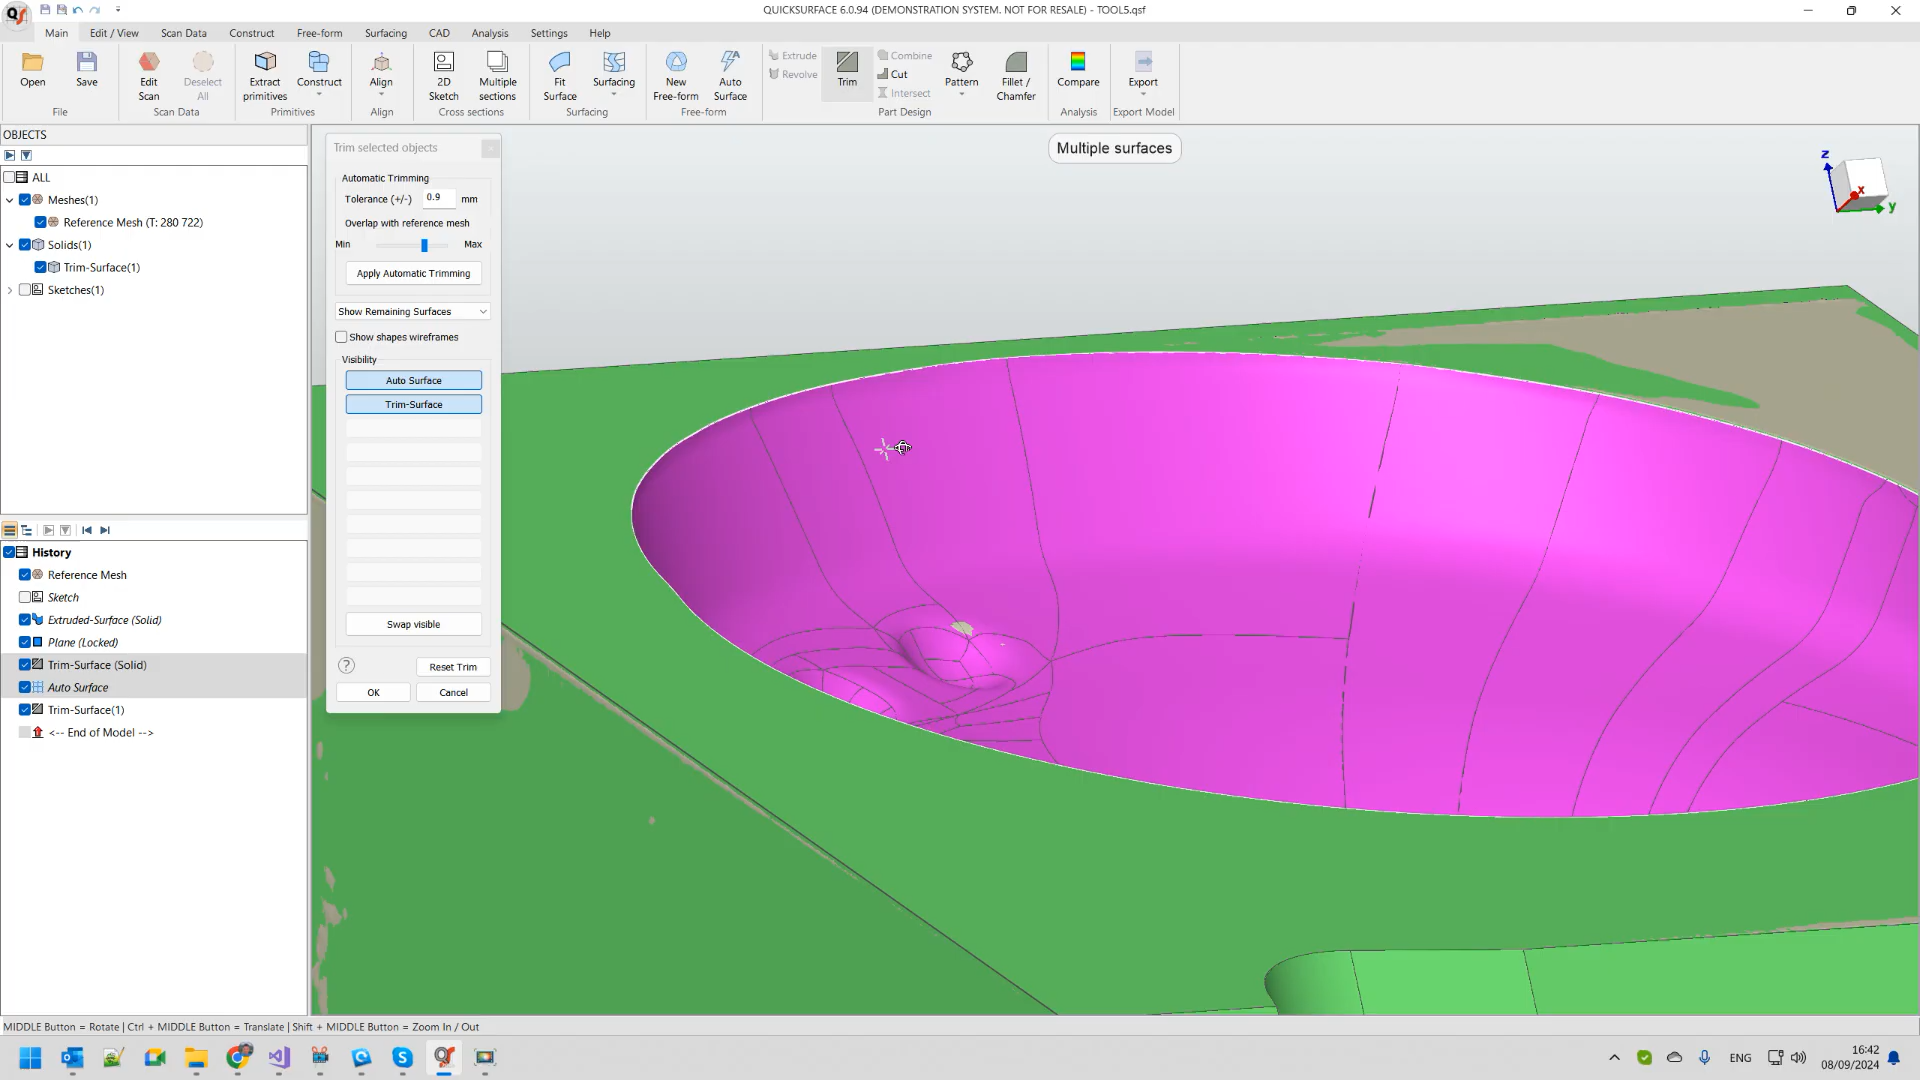 QUICKSURFACE 6.0.94 (DEMONSTRATION SYSTEM. NOT FOR RESALE) - TOOL5.qsf
Main Edit / View Scan Data Construct Free-form Surfacing CAD Analysis Settings Help
Open Save Edit Scan Deselect All Extract primitives Construct Align 2D Sketch Multiple sections Fit Surface Surfacing New Free-form Auto Surface Extrude Revolve Trim Combine Cut Intersect Pattern Fillet / Chamfer Compare Export
File Scan Data Primitives Align Cross sections Surfacing Free-form Part Design Analysis Export Model
OBJECTS
ALL
Meshes(1)
Reference Mesh (T: 280 722)
Solids(1)
Trim-Surface(1)
Sketches(1)
History
Reference Mesh
Sketch
Extruded-Surface (Solid)
Plane (Locked)
Trim-Surface (Solid)
Auto Surface
Trim-Surface(1)
<-- End of Model -->
Trim selected objects
Automatic Trimming
Tolerance (+/-) 0.9 mm
Overlap with reference mesh
Min Max
Apply Automatic Trimming
Show Remaining Surfaces
Show shapes wireframes
Visibility
Auto Surface
Trim-Surface
Swap visible
? Reset Trim
OK Cancel
Multiple surfaces
z
x
y
MIDDLE Button = Rotate | Ctrl + MIDDLE Button = Translate | Shift + MIDDLE Button = Zoom In / Out
ENG
16:42
08/09/2024